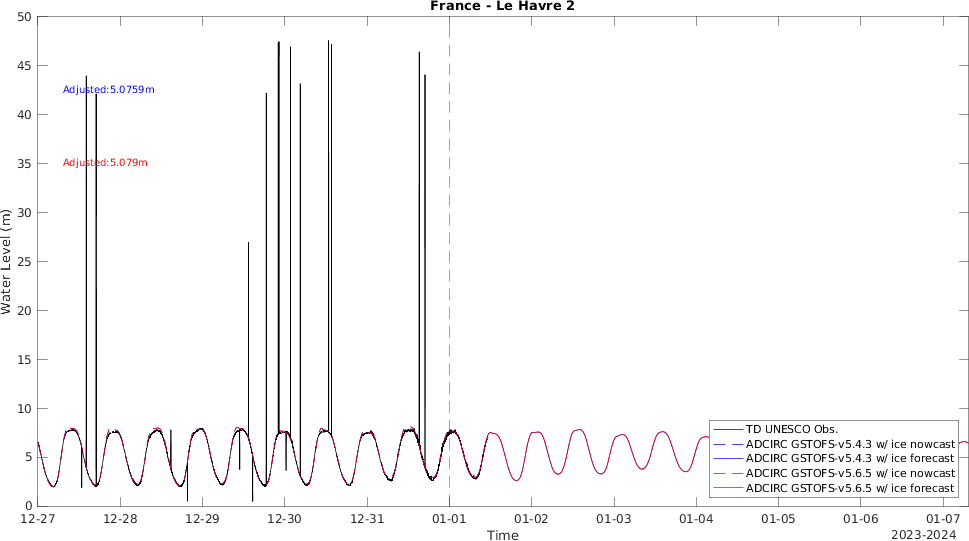 France - Le Havre 2
50
45
40
35
30
25
20
15
10
5
0
Water Level (m)
Adjusted:5.0759m
Adjusted:5.079m
TD UNESCO Obs.
ADCIRC GSTOFS-v5.4.3 w/ ice nowcast
ADCIRC GSTOFS-v5.4.3 w/ ice forecast
ADCIRC GSTOFS-v5.6.5 w/ ice nowcast
ADCIRC GSTOFS-v5.6.5 w/ ice forecast
12-27 12-28 12-29 12-30 12-31 01-01 01-02 01-03 01-04 01-05 01-06 01-07
Time
2023-2024